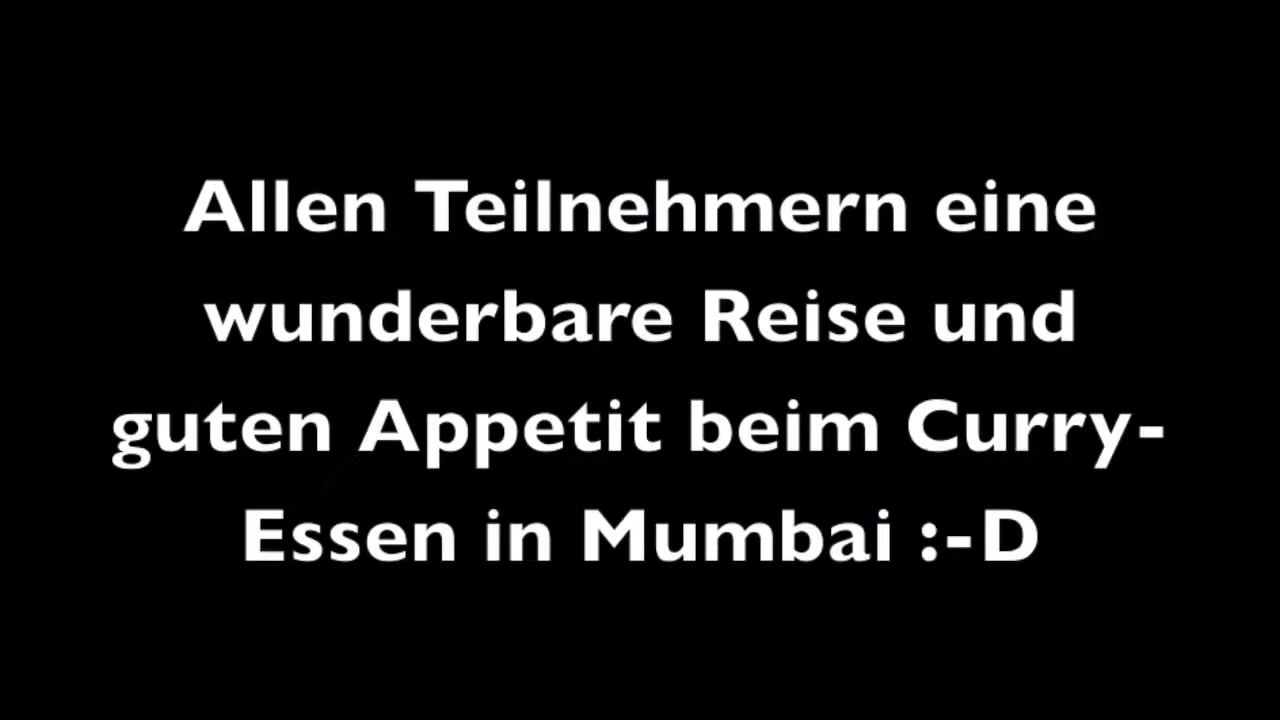 Allen Teilnehmern eine
wunderbare Reise und
guten Appetit beim Curry-
Essen in Mumbai :-D